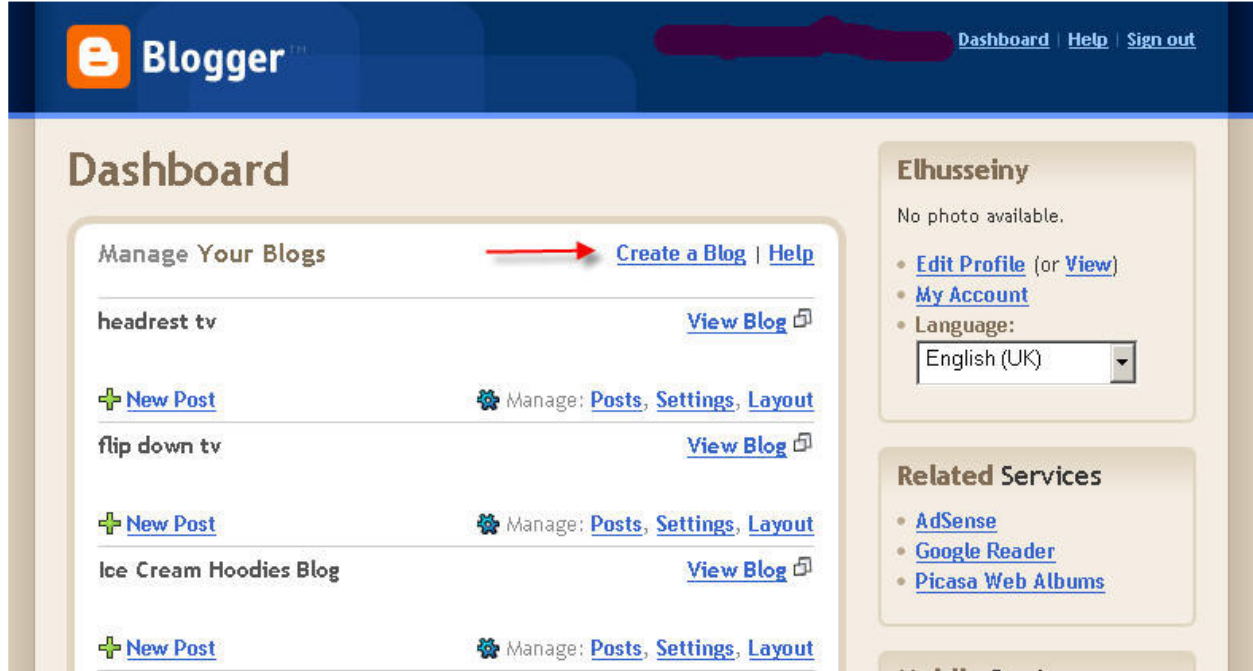 Blogger™
Dashboard | Help | Sign out
Dashboard
Manage Your Blogs
Create a Blog | Help
headrest tv
View Blog
New Post
Manage: Posts, Settings, Layout
flip down tv
View Blog
New Post
Manage: Posts, Settings, Layout
Ice Cream Hoodies Blog
View Blog
New Post
Manage: Posts, Settings, Layout
Elhusseiny
No photo available.
Edit Profile (or View)
My Account
Language:
English (UK)
Related Services
AdSense
Google Reader
Picasa Web Albums